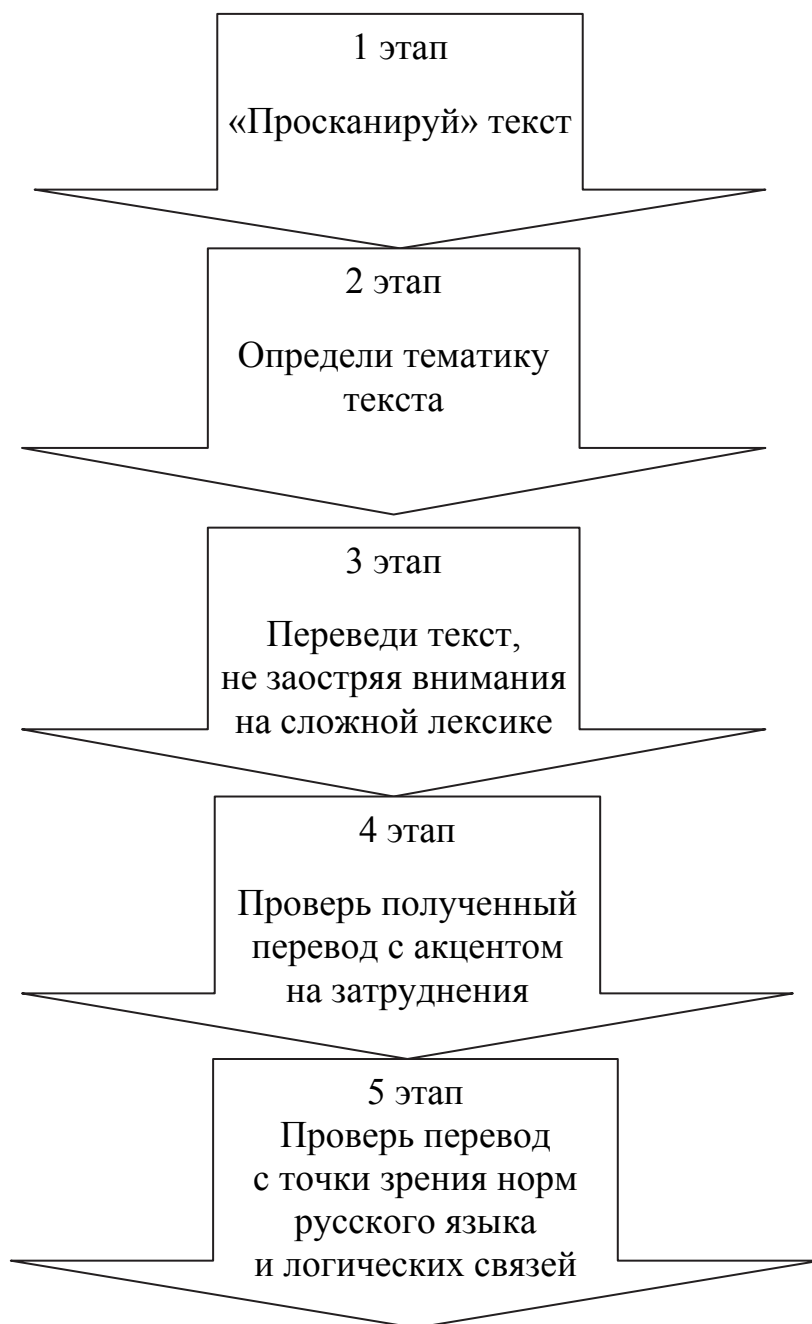 1 этап
«Просканируй» текст
2 этап
Определи тематику
текста
3 этап
Переведи текст,
не заостряя внимания
на сложной лексике
4 этап
Проверь полученный
перевод с акцентом
на затруднения
5 этап
Проверь перевод
с точки зрения норм
русского языка
и логических связей